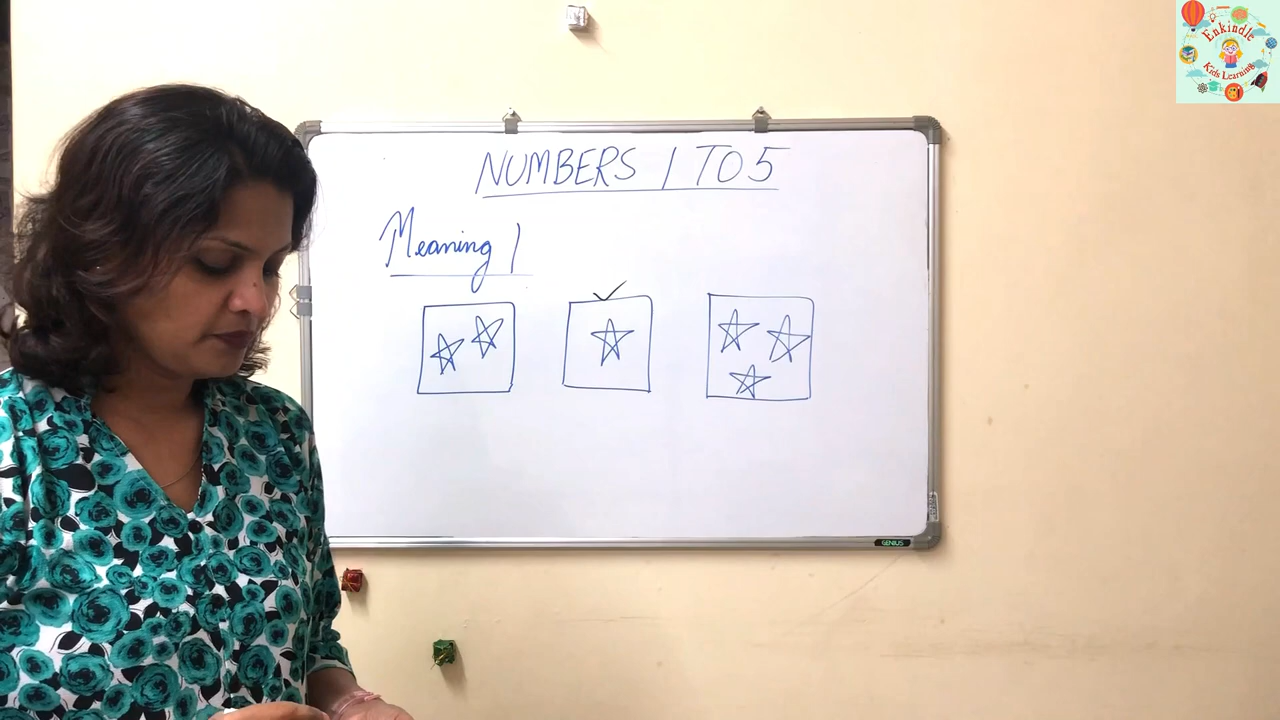 NUMBERS 1 TO 5
Meaning 1
GENIUS
Enkindle
Kids Learning